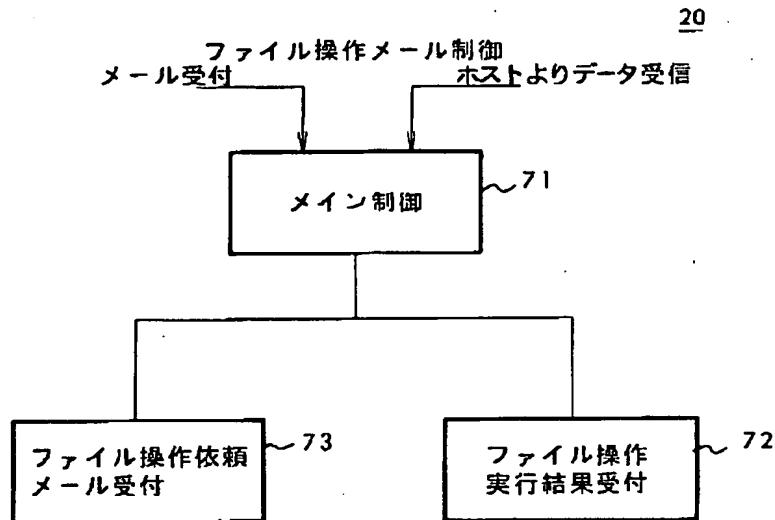 20
ファイル操作メール制御
メール受付
ホストよりデータ受信
メイン制御
71
ファイル操作依頼
メール受付
73
ファイル操作
実行結果受付
72